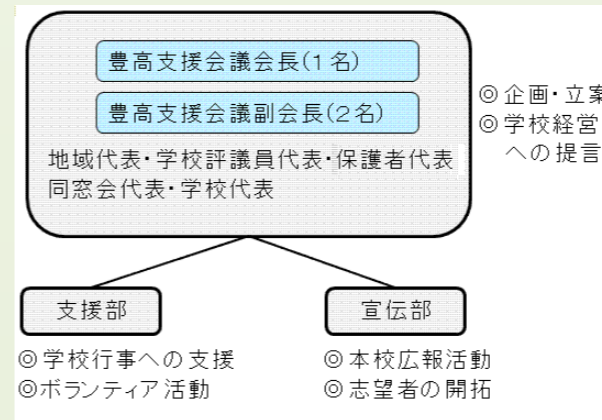 豊高支援会議会長(1名)
豊高支援会議副会長(2名)
地域代表・学校評議員代表・保護者代表
同窓会代表・学校代表
◎企画・立案
◎学校経営
への提言
支援部
◎学校行事への支援
◎ボランティア活動
宣伝部
◎本校広報活動
◎志望者の開拓